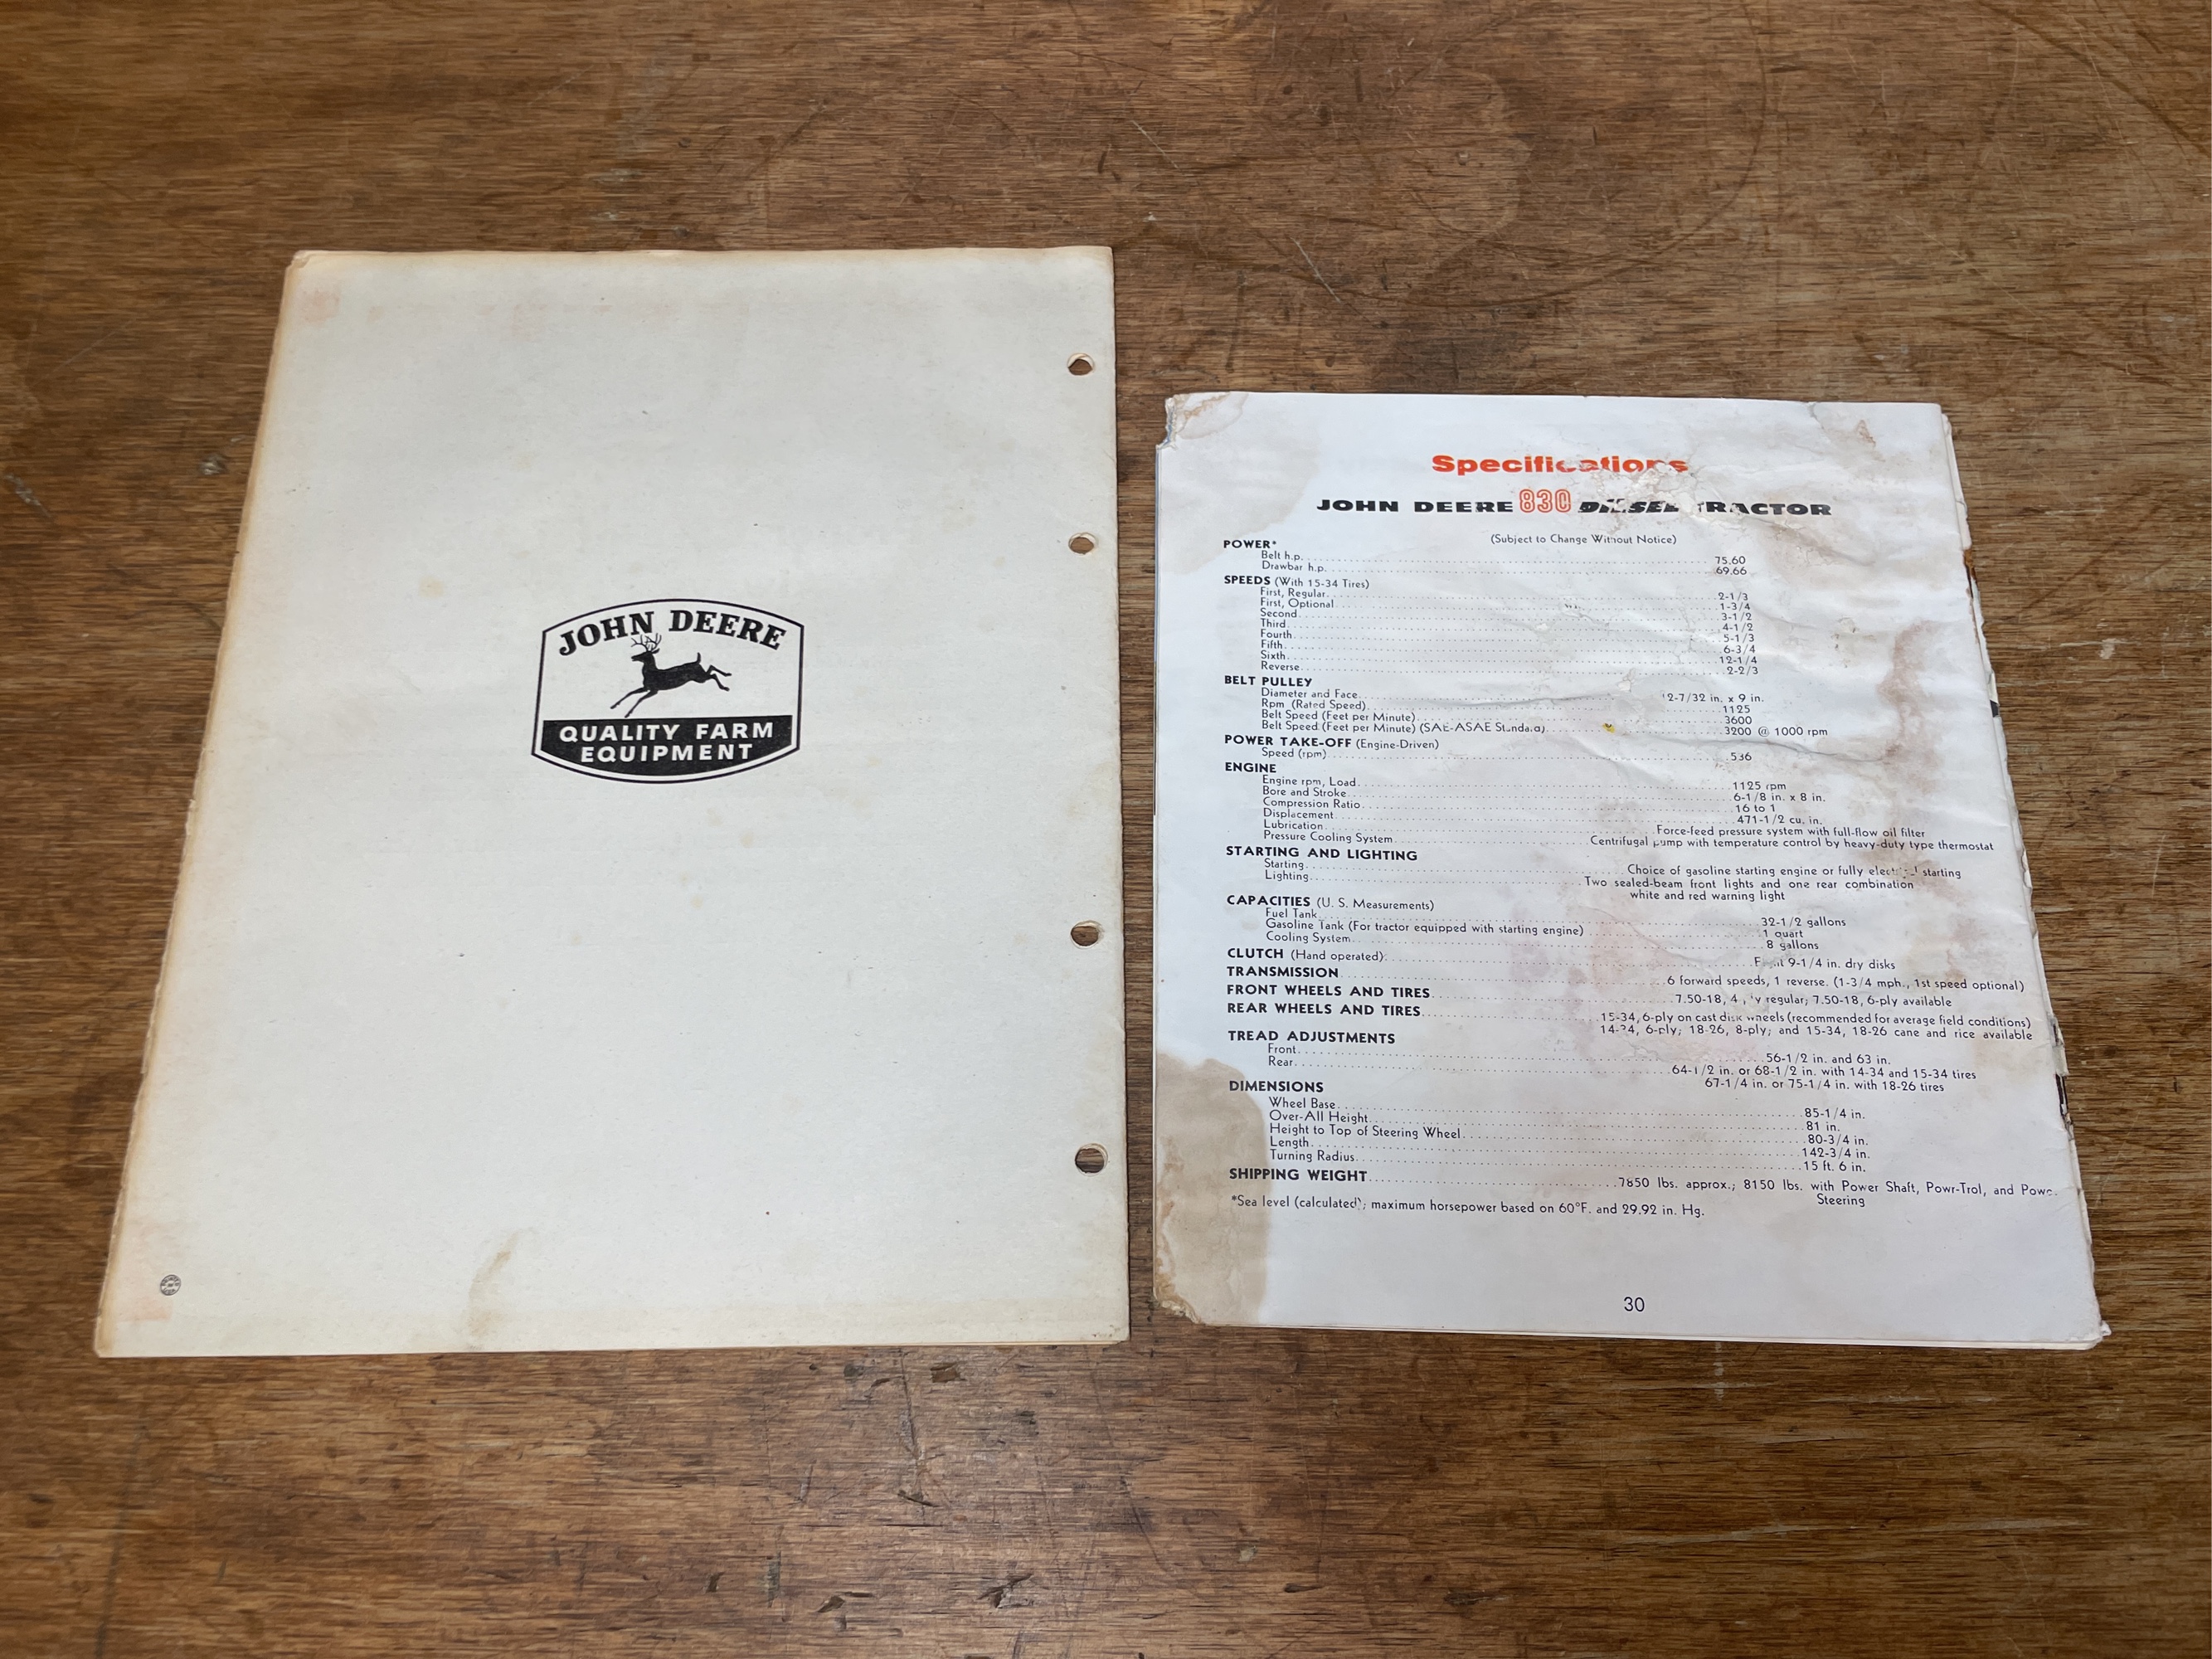 JOHN DEERE
QUALITY FARM
EQUIPMENT
Specifications
JOHN DEERE 830 DIESEL TRACTOR
(Subject to Change Without Notice)
POWER*
Belt h.p. 75.60
Drawbar h.p. 69.66
SPEEDS (With 15-34 Tires)
First, Regular 2-1/3
First, Optional 1-3/4
Second 3-1/2
Third 4-1/2
Fourth 5-1/3
Fifth 6-3/4
Sixth 12-1/4
Reverse 2-2/3
BELT PULLEY
Diameter and Face 2-7/32 in. x 9 in.
Rpm (Rated Speed) 1125
Belt Speed (Feet per Minute) 3600
Belt Speed (Feet per Minute) (SAE-ASAE Standard) 3200 @ 1000 rpm
POWER TAKE-OFF (Engine-Driven)
Speed (rpm) 536
ENGINE
Engine rpm, Load 1125 rpm
Bore and Stroke 6-1/8 in. x 8 in.
Compression Ratio 16 to 1
Displacement 471-1/2 cu. in.
Lubrication Force-feed pressure system with full-flow oil filter
Pressure Cooling System Centrifugal pump with temperature control by heavy-duty type thermostat
STARTING AND LIGHTING
Starting Choice of gasoline starting engine or fully electrical starting
Lighting Two sealed-beam front lights and one rear combination
white and red warning light
CAPACITIES (U. S. Measurements)
Fuel Tank 32-1/2 gallons
Gasoline Tank (For tractor equipped with starting engine) 1 quart
Cooling System 8 gallons
CLUTCH (Hand operated) 9-1/4 in. dry disks
TRANSMISSION 6 forward speeds, 1 reverse. (1-3/4 mph., 1st speed optional)
FRONT WHEELS AND TIRES 7.50-18, 4 regular; 7.50-18, 6-ply available
REAR WHEELS AND TIRES 15-34, 6-ply on cast disk wheels (recommended for average field conditions)
14-34, 6-ply; 18-26, 8-ply; and 15-34, 18-26 cane and rice available
TREAD ADJUSTMENTS
Front 56-1/2 in. and 63 in.
Rear 64-1/2 in. or 68-1/2 in. with 14-34 and 15-34 tires
67-1/4 in. or 75-1/4 in. with 18-26 tires
DIMENSIONS
Wheel Base 85-1/4 in.
Over-All Height 81 in.
Height to Top of Steering Wheel 80-3/4 in.
Length 142-3/4 in.
Turning Radius 15 ft. 6 in.
SHIPPING WEIGHT 7850 lbs. approx.; 8150 lbs. with Power Shaft, Powr-Trol, and Power
Steering
*Sea level (calculated); maximum horsepower based on 60°F. and 29.92 in. Hg.
30